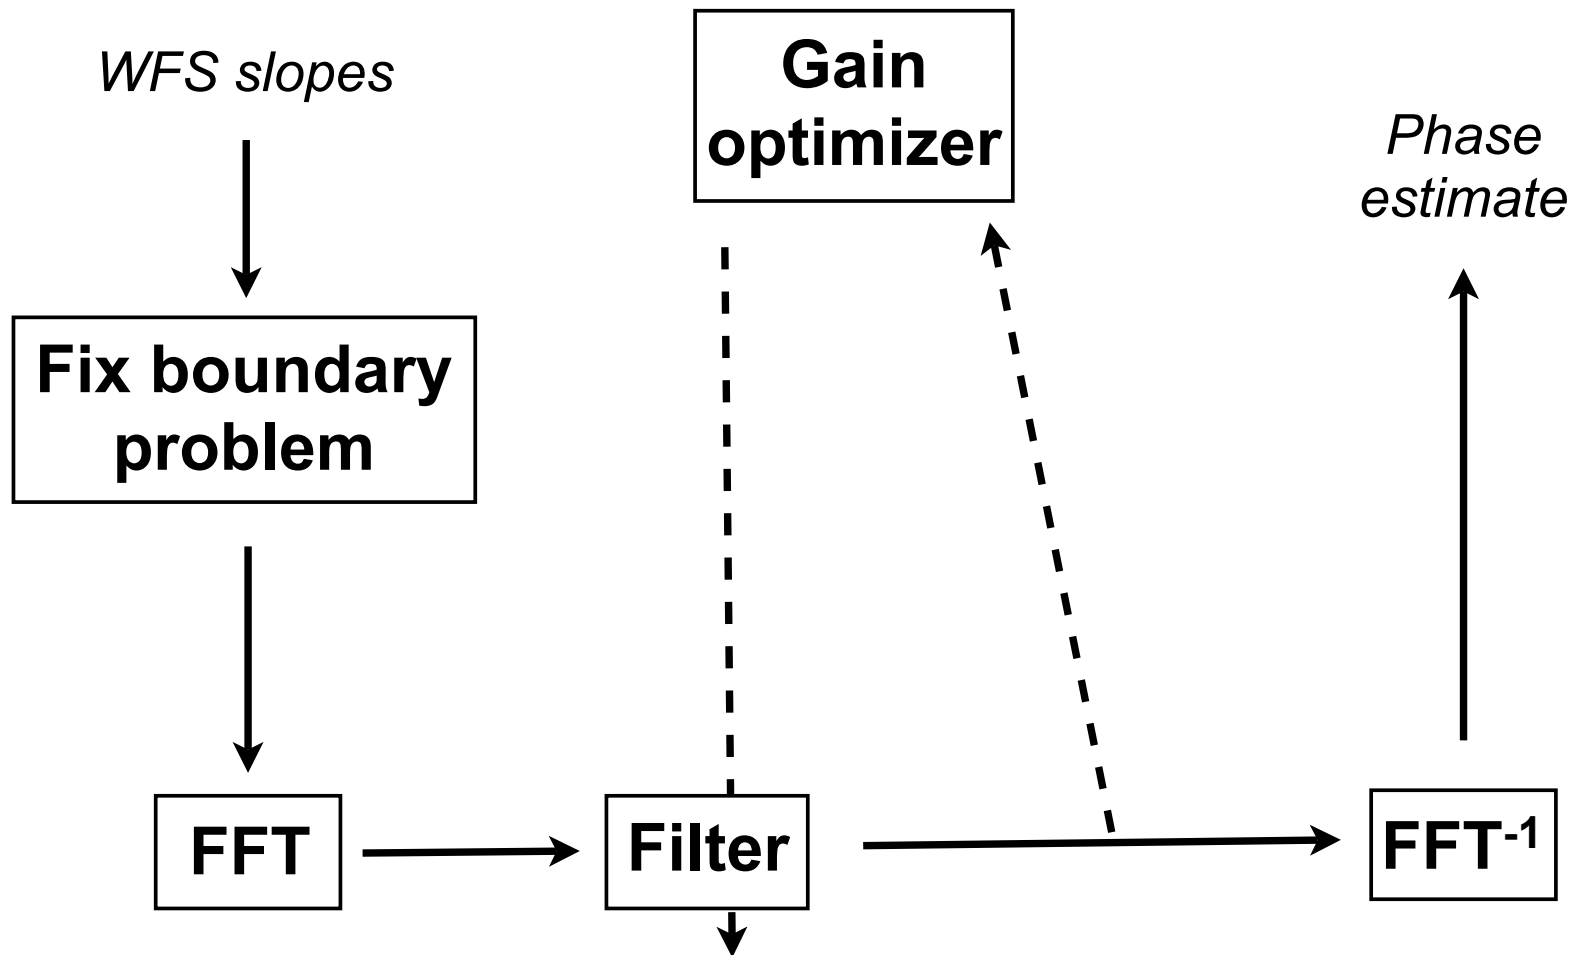 WFS slopes
Fix boundary
problem
FFT
Filter
Gain
optimizer
FFT⁻¹
Phase
estimate